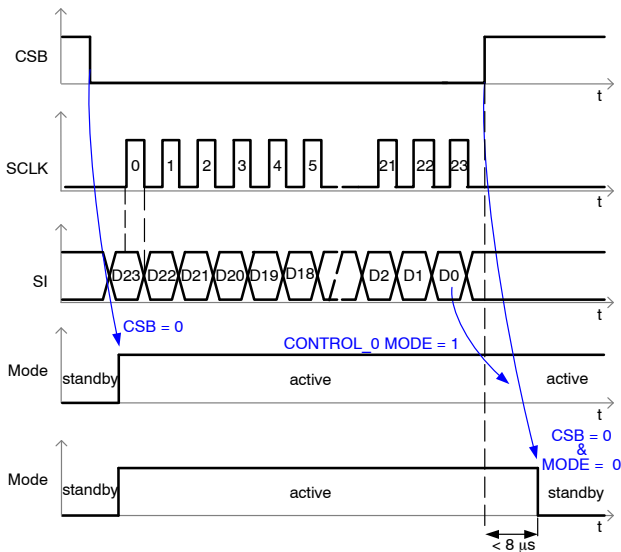 CSB
t
0 1 2 3 4 5 21 22 23
SCLK
t
D23 D22 D21 D20 D19 D18 D2 D1 D0
SI
t
CSB = 0
CONTROL_0 MODE = 1
Mode
standby active active
t
CSB = 0
&
MODE = 0
Mode
standby active standby
t
< 8 μs